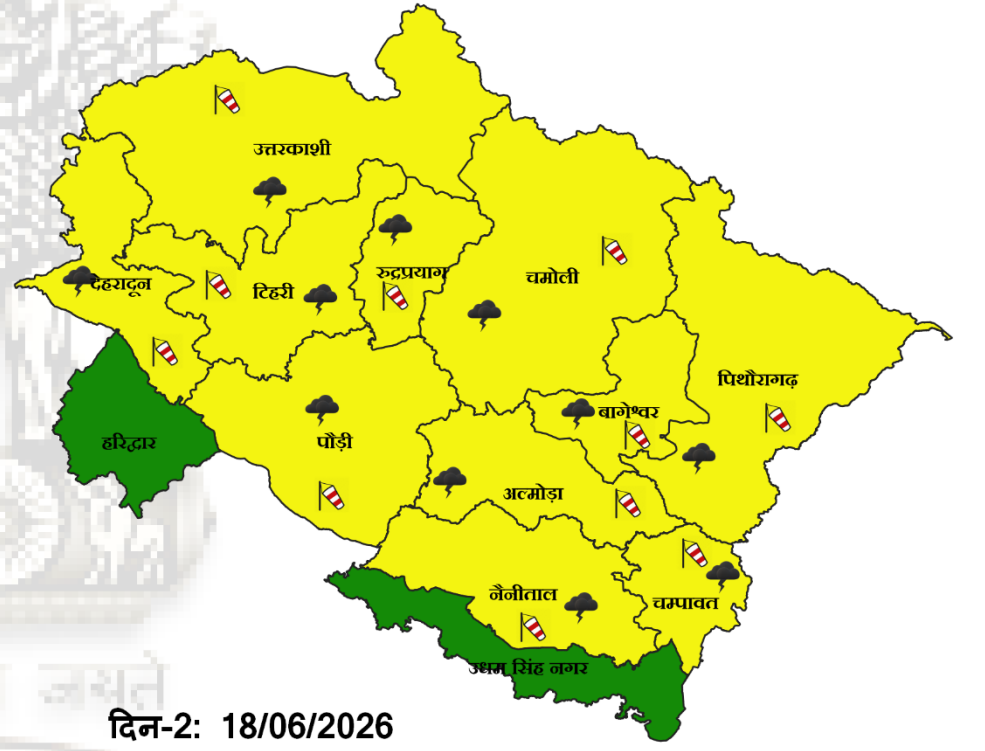 उत्तरकाशी
देहरादून
टिहरी
रुद्रप्रयाग
चमोली
पिथौरागढ़
बागेश्वर
हरिद्वार
पौड़ी
अल्मोड़ा
नैनीताल
चम्पावत
उधम सिंह नगर
दिन-2: 18/06/2026